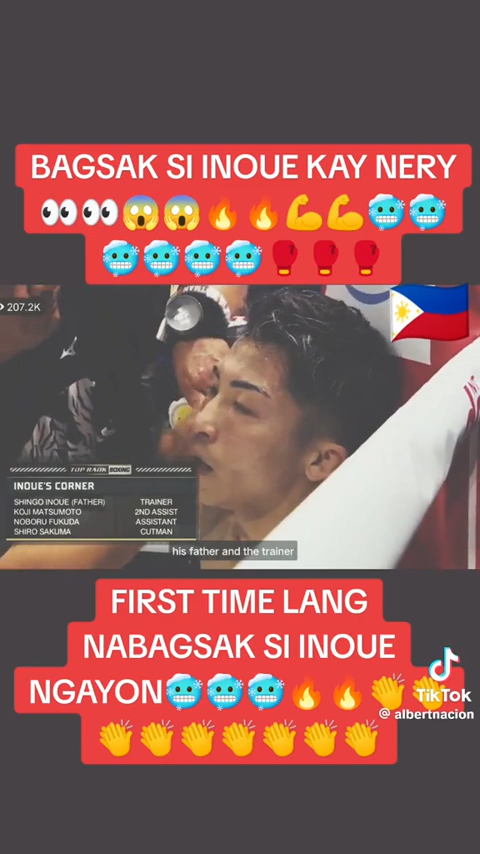 BAGSAK SI INOUE KAY NERY
👀👀😱😱🔥🔥💪💪🥶🥶
🥶🥶🥶🥶🥊🥊🥊
207.2K
🇵🇭
TOP RANK BOXING
INOUE'S CORNER
SHINGO INOUE (FATHER) TRAINER
KOJI MATSUMOTO 2ND ASSIST
NOBORU FUKUDA ASSISTANT
SHIRO SAKUMA CUTMAN
his father and the trainer
FIRST TIME LANG
NABAGSAK SI INOUE
NGAYON🥶🥶🥶🔥🔥👏👏
👏👏👏👏👏👏👏
TikTok
@ albertnacion